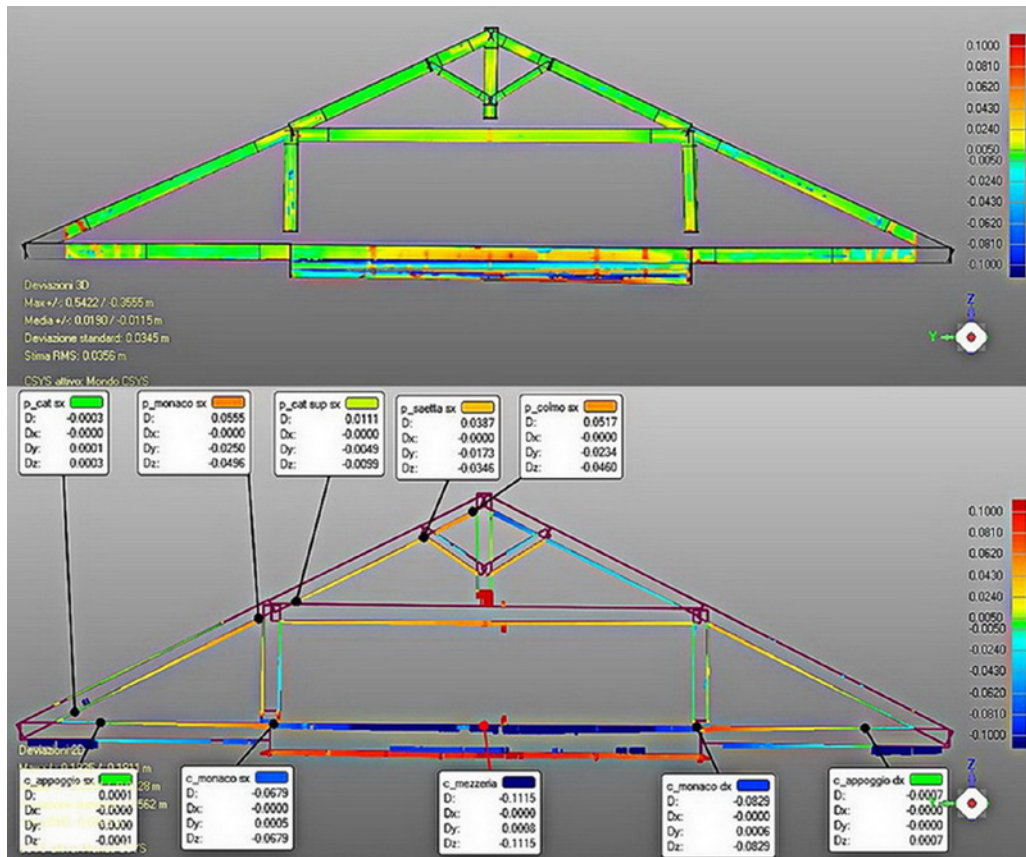 0.1000
0.0810
0.0620
0.0430
0.0240
0.0050
-0.0050
-0.0240
-0.0430
-0.0620
-0.0810
-0.1000
Deviazioni 3D
Max +/-: 0.5422 / -0.3555 m
Media +/-: 0.0190 / -0.0115 m
Deviazione standard: 0.0345 m
Stima RMS: 0.0356 m
CSYS attivo: Mondo CSYS
Z
Y
p_cat sx
D: -0.0003
Dx: -0.0000
Dy: 0.0001
Dz: 0.0003
p_monaco sx
D: 0.0555
Dx: -0.0000
Dy: -0.0250
Dz: -0.0496
p_cat sup sx
D: 0.0111
Dx: -0.0000
Dy: -0.0049
Dz: -0.0099
p_saetta sx
D: 0.0387
Dx: -0.0000
Dy: -0.0173
Dz: -0.0346
p_colmo sx
D: 0.0517
Dx: -0.0000
Dy: -0.0234
Dz: -0.0460
0.1000
0.0810
0.0620
0.0430
0.0240
0.0050
-0.0050
-0.0240
-0.0430
-0.0620
-0.0810
-0.1000
Deviazioni 2D
c_appoggio sx
D: 0.0001
Dx: -0.0000
Dy: 0.0000
Dz: -0.0001
c_monaco sx
D: -0.0679
Dx: -0.0000
Dy: 0.0005
Dz: -0.0679
c_mezzeria
D: -0.1115
Dx: -0.0000
Dy: 0.0008
Dz: -0.1115
c_monaco dx
D: -0.0829
Dx: -0.0000
Dy: 0.0006
Dz: -0.0829
c_appoggio dx
D: -0.0007
Dx: -0.0000
Dy: -0.0000
Dz: 0.0007
Z